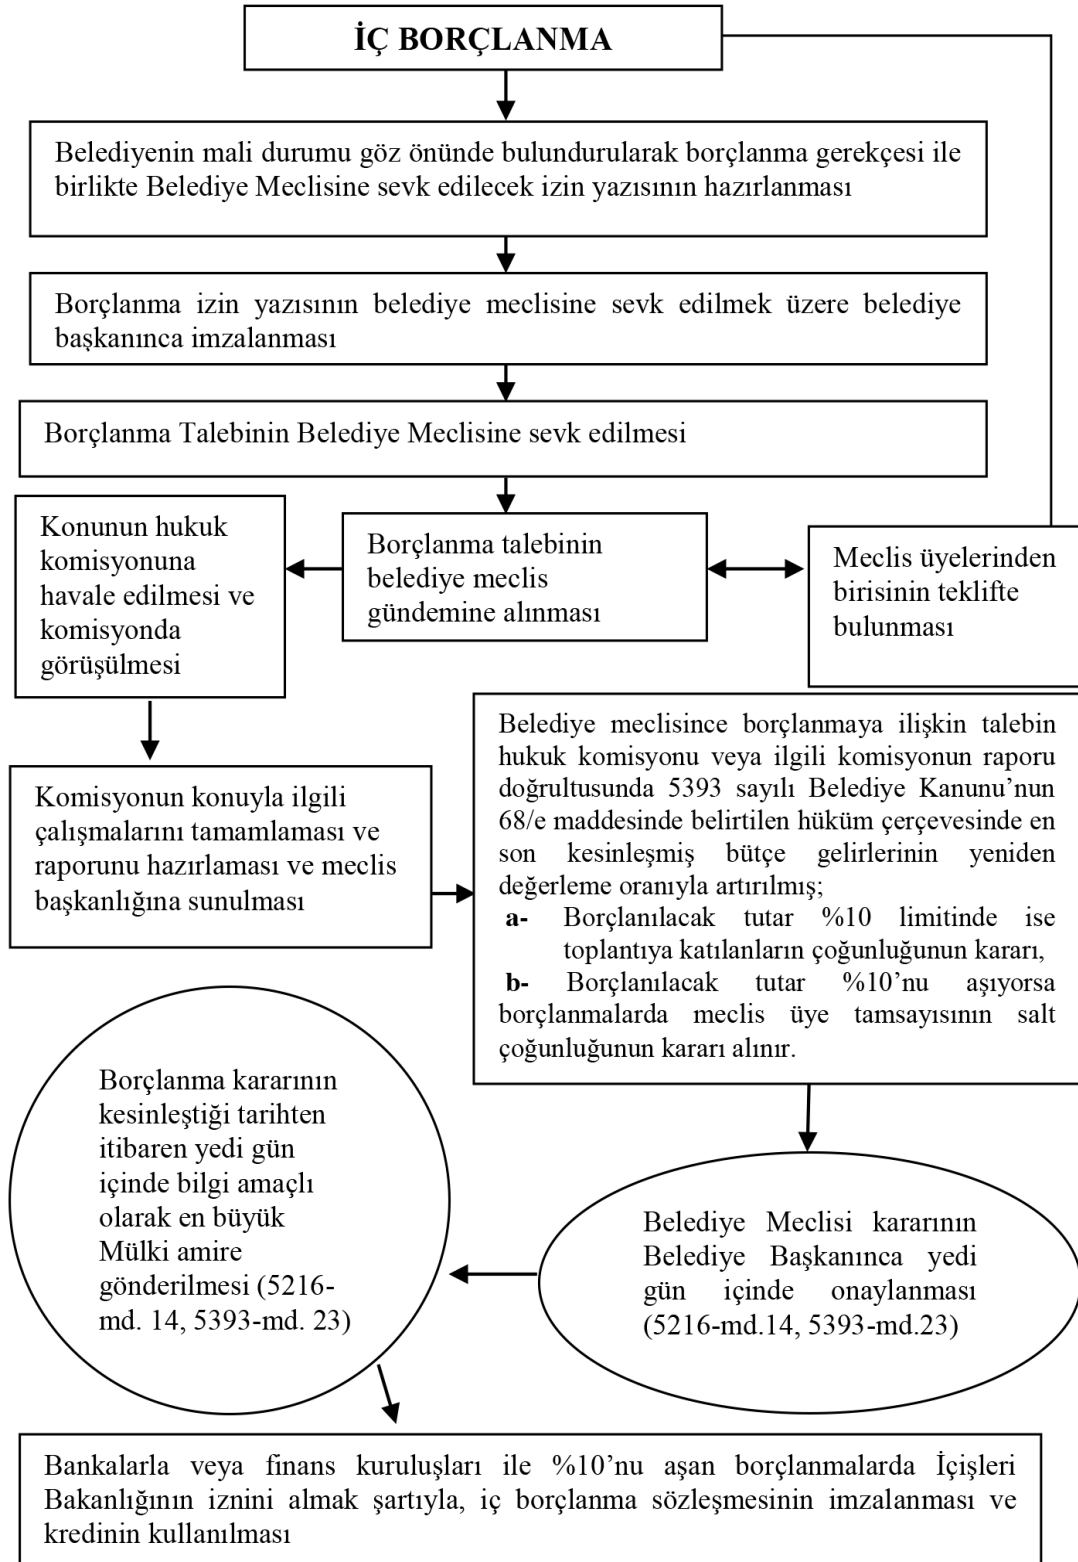 İÇ BORÇLANMA
Belediyenin mali durumu göz önünde bulundurularak borçlanma gerekçesi ile
birlikte Belediye Meclisine sevk edilecek izin yazısının hazırlanması
Borçlanma izin yazısının belediye meclisine sevk edilmek üzere belediye
başkanınca imzalanması
Borçlanma Talebinin Belediye Meclisine sevk edilmesi
Konunun hukuk
komisyonuna
havale edilmesi ve
komisyonda
görüşülmesi
Borçlanma talebinin
belediye meclis
gündemine alınması
Meclis üyelerinden
birisinin teklifte
bulunması
Komisyonun konuyla ilgili
çalışmalarını tamamlaması ve
raporunu hazırlaması ve meclis
başkanlığına sunulması
Belediye meclisince borçlanmaya ilişkin talebin
hukuk komisyonu veya ilgili komisyonun raporu
doğrultusunda 5393 sayılı Belediye Kanunu’nun
68/e maddesinde belirtilen hüküm çerçevesinde en
son kesinleşmiş bütçe gelirlerinin yeniden
değerleme oranıyla artırılmış;
a- Borçlanılacak tutar %10 limitinde ise
toplantıya katılanların çoğunluğunun kararı,
b- Borçlanılacak tutar %10’nu aşıyorsa
borçlanmalarda meclis üye tamsayısının salt
çoğunluğunun kararı alınır.
Belediye Meclisi kararının
Belediye Başkanınca yedi
gün içinde onaylanması
(5216-md.14, 5393-md.23)
Borçlanma kararının
kesinleştiği tarihten
itibaren yedi gün
içinde bilgi amaçlı
olarak en büyük
Mülki amire
gönderilmesi (5216-
md. 14, 5393-md. 23)
Bankalarla veya finans kuruluşları ile %10’nu aşan borçlanmalarda İçişleri
Bakanlığının iznini almak şartıyla, iç borçlanma sözleşmesinin imzalanması ve
kredinin kullanılması